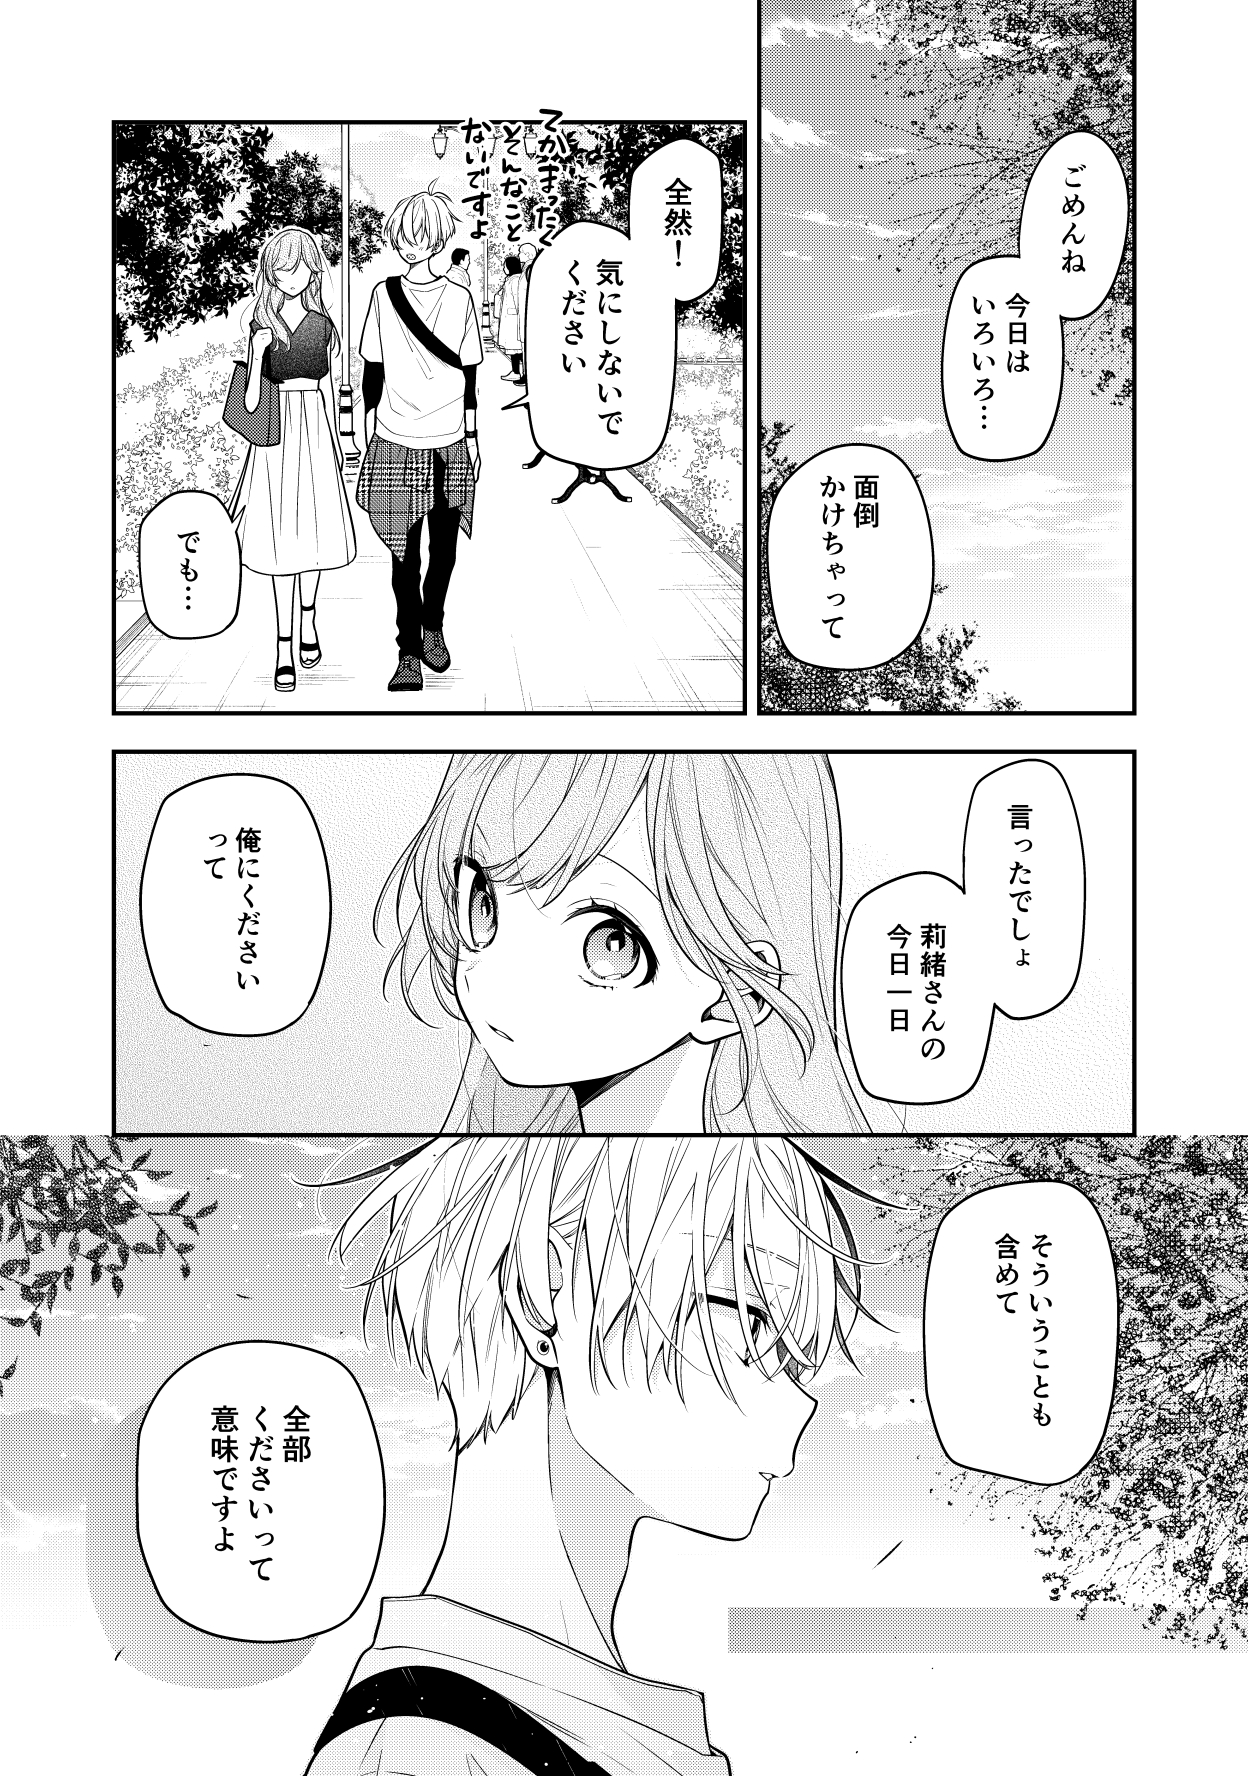 ごめんね
今日は
いろいろ…
面倒
かけちゃって
全然！
気にしないで
ください
てかまったく
そんなこと
ないですよ
でも…
言ったでしょ
莉緒さんの
今日一日
俺にください
って
そういうことも
含めて
全部
くださいって
意味ですよ